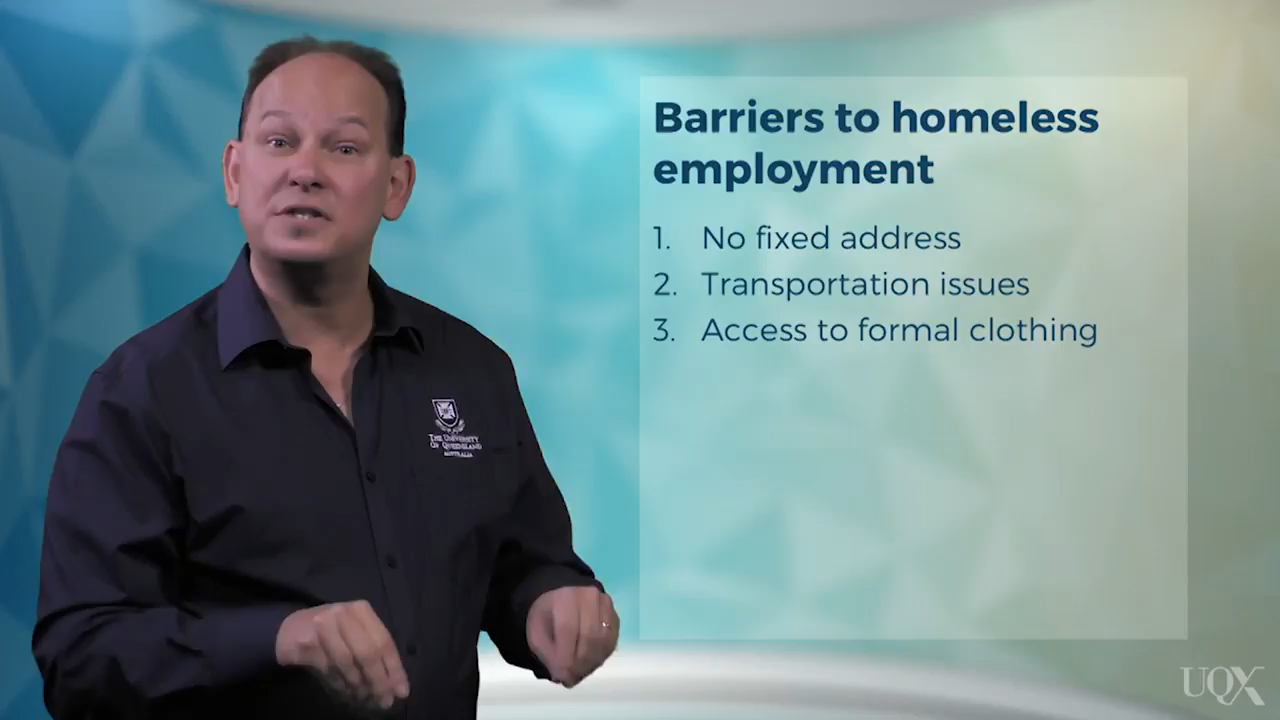 Barriers to homeless
employment
1. No fixed address
2. Transportation issues
3. Access to formal clothing
THE UNIVERSITY
OF QUEENSLAND
AUSTRALIA
UQX